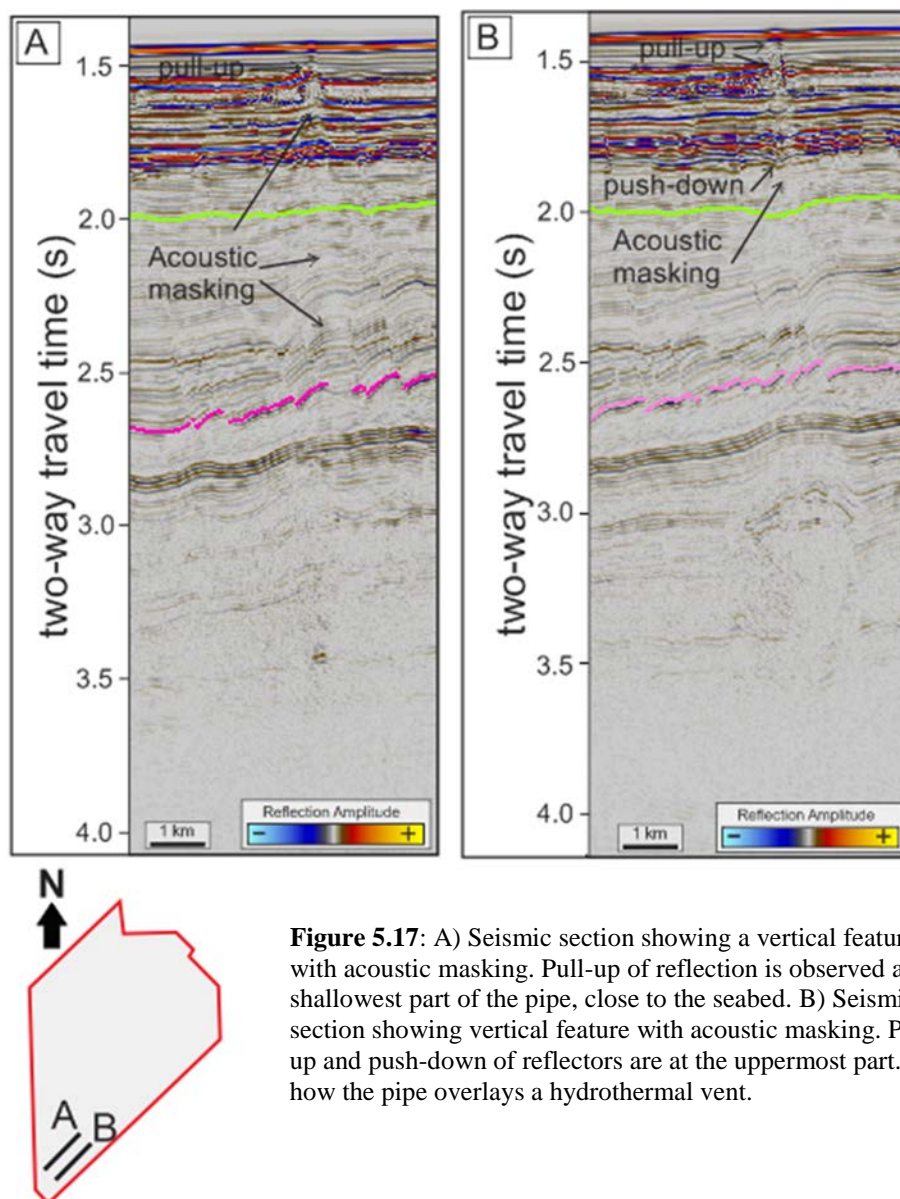 A
pull-up
1.5
2.0
Acoustic
masking
2.5
3.0
3.5
4.0
two-way travel time (s)
1 km
Reflection Amplitude
- +
B
pull-up
1.5
push-down
2.0
Acoustic
masking
2.5
3.0
3.5
4.0
two-way travel time (s)
1 km
Reflection Amplitude
- +
N
A
B
Figure 5.17: A) Seismic section showing a vertical featur
with acoustic masking. Pull-up of reflection is observed a
shallowest part of the pipe, close to the seabed. B) Seismi
section showing vertical feature with acoustic masking. P
up and push-down of reflectors are at the uppermost part.
how the pipe overlays a hydrothermal vent.